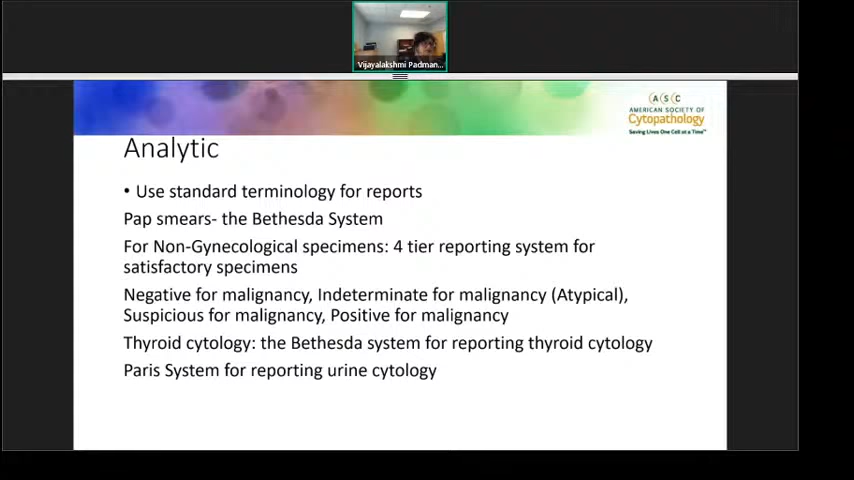 Vijayalakshmi Padman...
ASC
AMERICAN SOCIETY OF
Cytopathology
Saving Lives One Cell at a Time™
Analytic
• Use standard terminology for reports
Pap smears- the Bethesda System
For Non-Gynecological specimens: 4 tier reporting system for
satisfactory specimens
Negative for malignancy, Indeterminate for malignancy (Atypical),
Suspicious for malignancy, Positive for malignancy
Thyroid cytology: the Bethesda system for reporting thyroid cytology
Paris System for reporting urine cytology